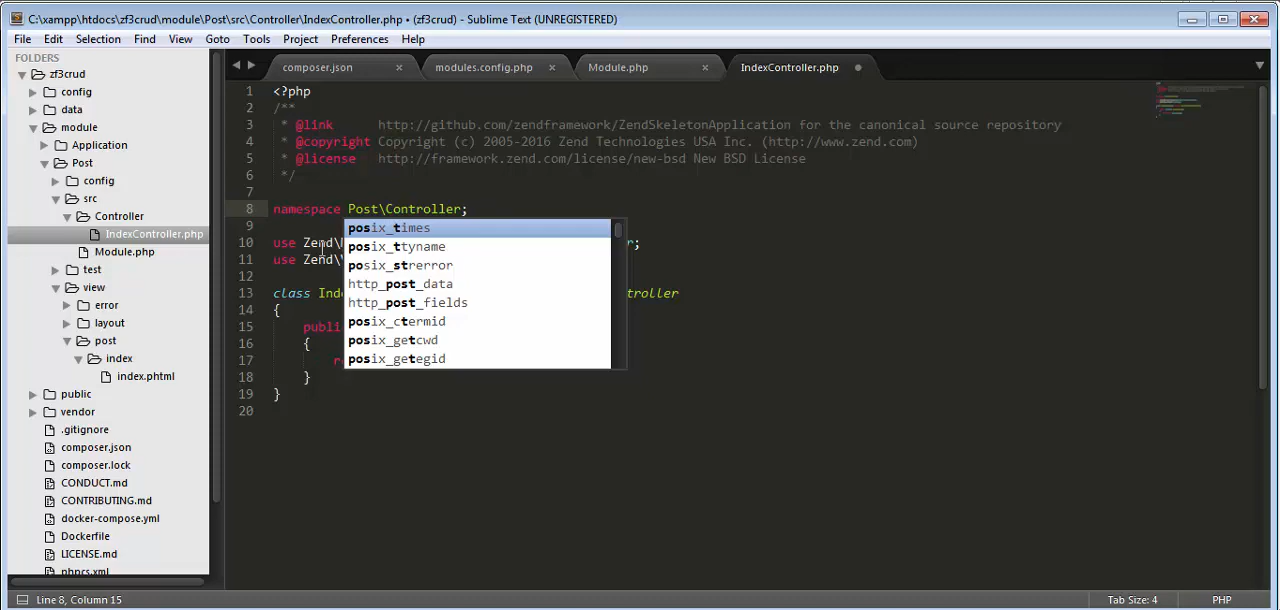 C:\xampp\htdocs\zf3crud\module\Post\src\Controller\IndexController.php • (zf3crud) - Sublime Text (UNREGISTERED)
File Edit Selection Find View Goto Tools Project Preferences Help
FOLDERS
zf3crud
config
data
module
Application
Post
config
src
Controller
IndexController.php
Module.php
test
view
error
layout
post
index
index.phtml
public
vendor
.gitignore
composer.json
composer.lock
CONDUCT.md
CONTRIBUTING.md
docker-compose.yml
Dockerfile
LICENSE.md
phpcs.xml
composer.json × modules.config.php × Module.php × IndexController.php
1 <?php
2 /**
3 * @link http://github.com/zendframework/ZendSkeletonApplication for the canonical source repository
4 * @copyright Copyright (c) 2005-2016 Zend Technologies USA Inc. (http://www.zend.com)
5 * @license http://framework.zend.com/license/new-bsd New BSD License
6 */
7
8 namespace Post\Controller;
9
10 use Zend\ r;
11 use Zend\
12
13 class Ind ntroller
14 {
15 publi
16 {
17 r
18 }
19 }
20
posix_times
posix_ttyname
posix_strerror
http_post_data
http_post_fields
posix_ctermid
posix_getcwd
posix_getegid
Line 8, Column 15 Tab Size: 4 PHP